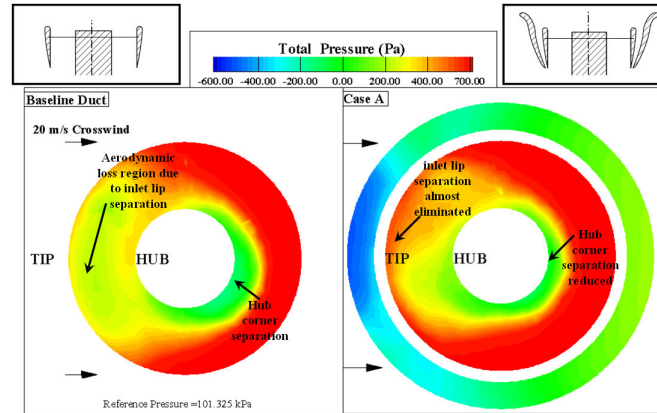 Total Pressure (Pa)
-600.00 -400.00 -200.00 0.00 200.00 400.00 700.00
Baseline Duct
20 m/s Crosswind
Aerodynamic
loss region due
to inlet lip
separation
TIP
HUB
Hub
corner
separation
Reference Pressure =101.325 kPa
Case A
inlet lip
separation
almost
eliminated
TIP
HUB
Hub
corner
separation
reduced